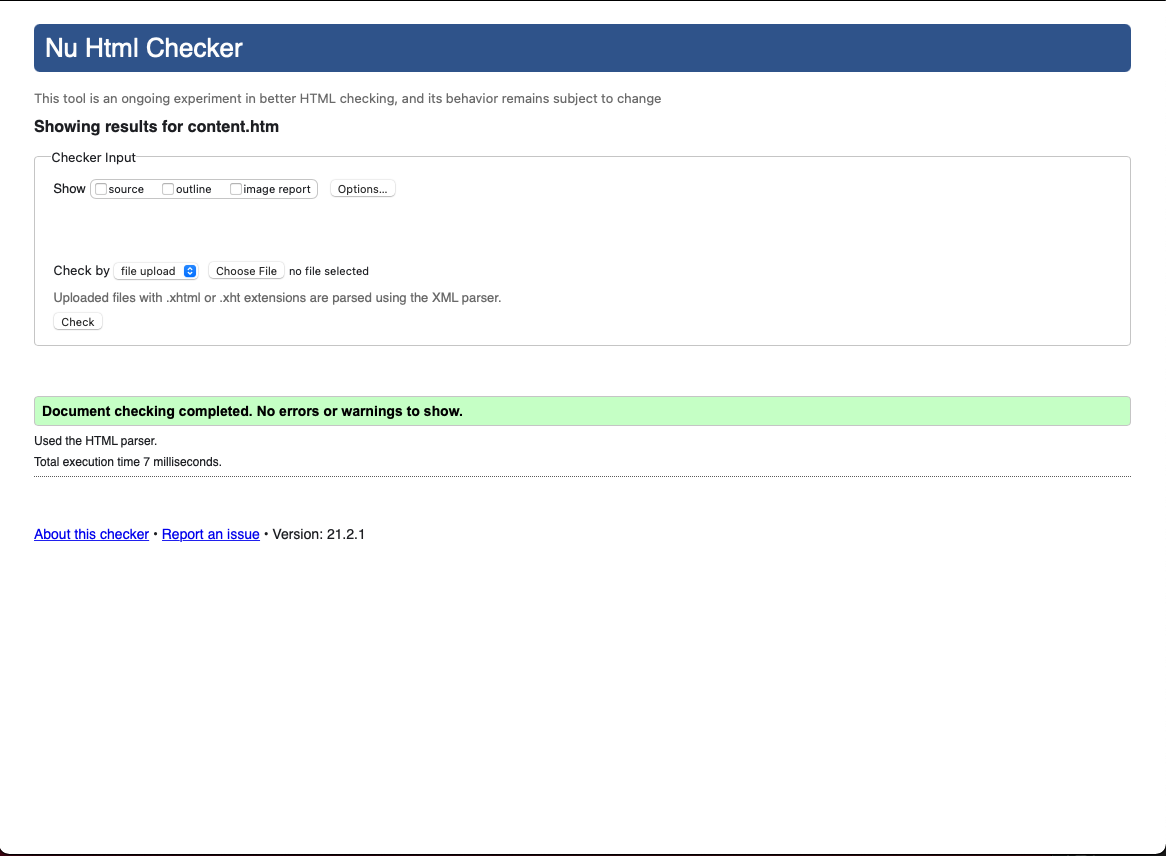 Nu Html Checker
This tool is an ongoing experiment in better HTML checking, and its behavior remains subject to change
Showing results for content.htm
Checker Input
Show source outline image report Options...
Check by file upload Choose File no file selected
Uploaded files with .xhtml or .xht extensions are parsed using the XML parser.
Check
Document checking completed. No errors or warnings to show.
Used the HTML parser.
Total execution time 7 milliseconds.
About this checker • Report an issue • Version: 21.2.1